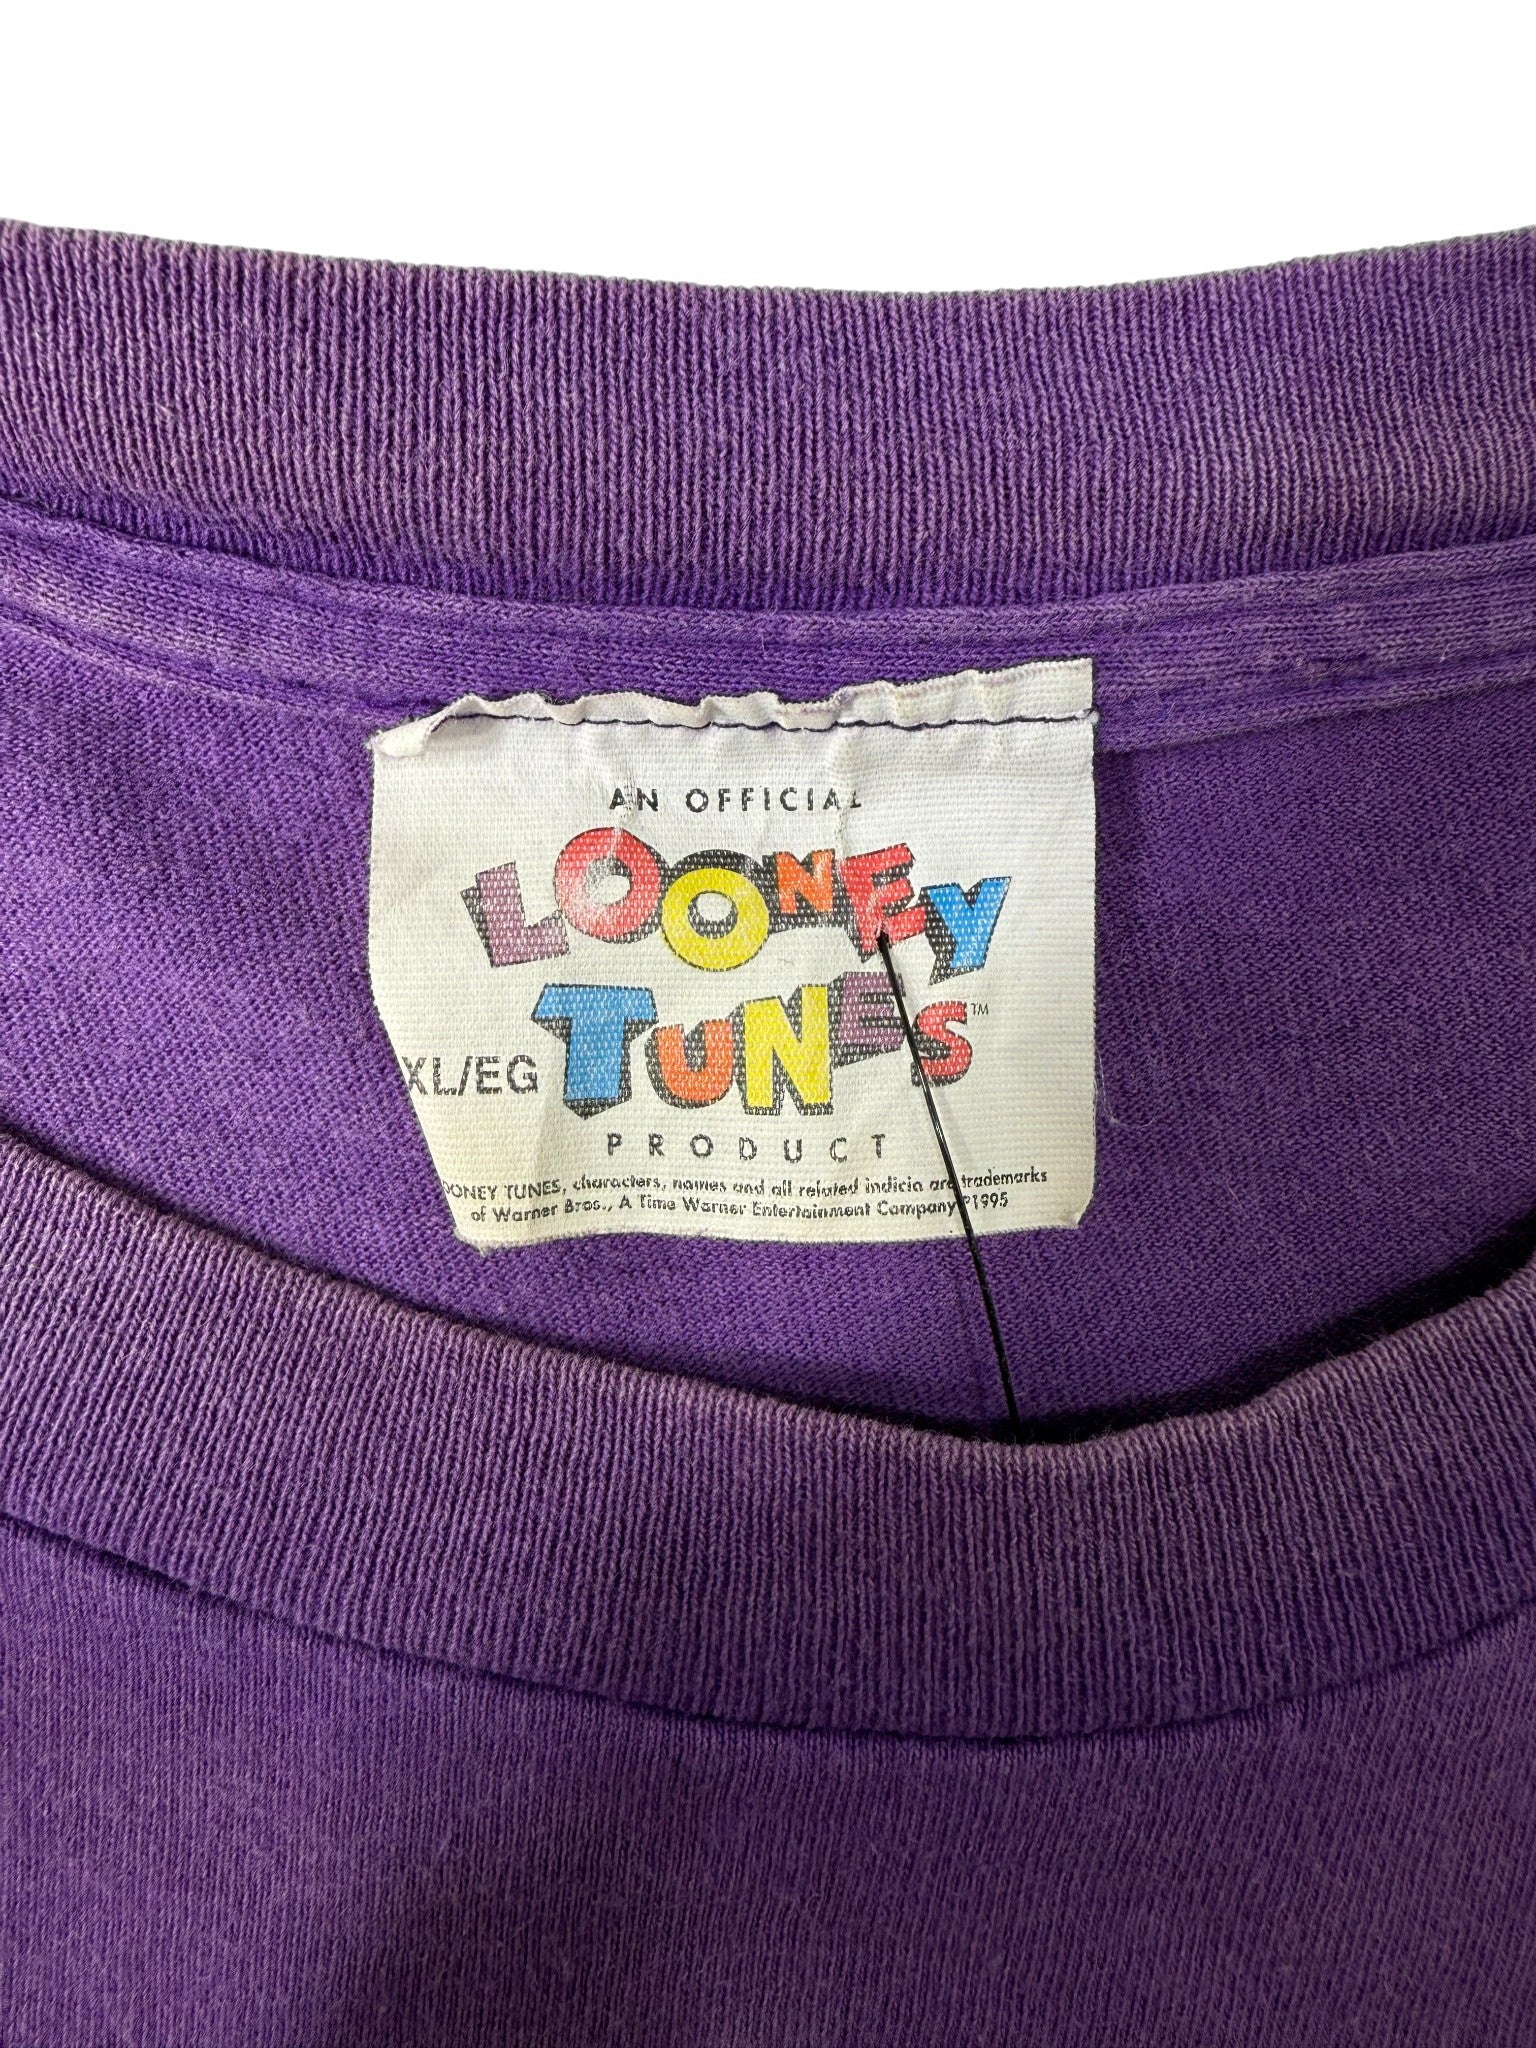 AN OFFICIAL
LOONEY
TUNES™
XL/EG
PRODUCT
OONEY TUNES, characters, names and all related indicia are trademarks
of Warner Bros., A Time Warner Entertainment Company ©1995